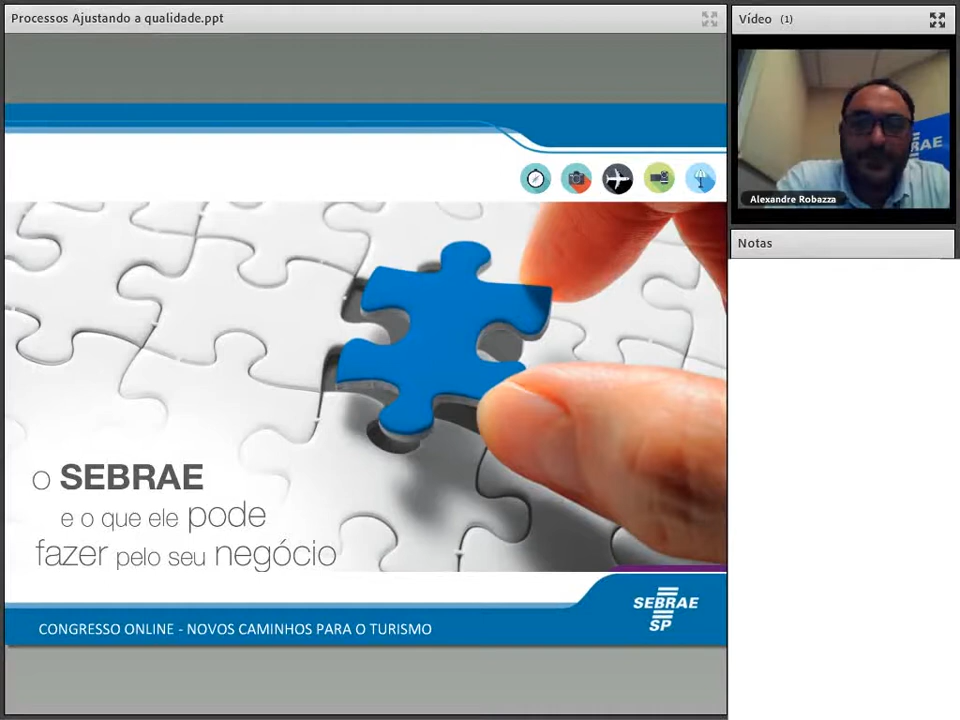 Processos Ajustando a qualidade.ppt
Vídeo (1)
RAE
Alexandre Robazza
Notas
o SEBRAE
e o que ele pode
fazer pelo seu negócio
SEBRAE
SP
CONGRESSO ONLINE - NOVOS CAMINHOS PARA O TURISMO